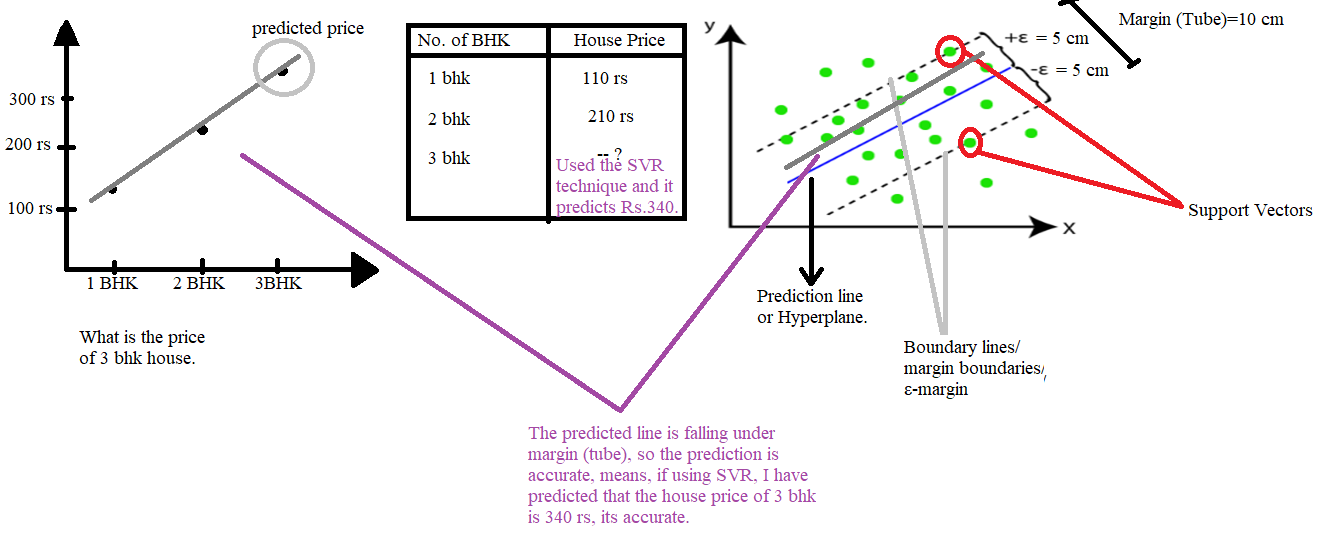 predicted price
300 rs
200 rs
100 rs
1 BHK
2 BHK
3BHK
What is the price
of 3 bhk house.
No. of BHK House Price
1 bhk 110 rs
2 bhk 210 rs
3 bhk -- ?
Used the SVR
technique and it
predicts Rs.340.
Y
Margin (Tube)=10 cm
+ε = 5 cm
-ε = 5 cm
X
Support Vectors
Prediction line
or Hyperplane.
Boundary lines/
margin boundaries/
ε-margin
The predicted line is falling under
margin (tube), so the prediction is
accurate, means, if using SVR, I have
predicted that the house price of 3 bhk
is 340 rs, its accurate.